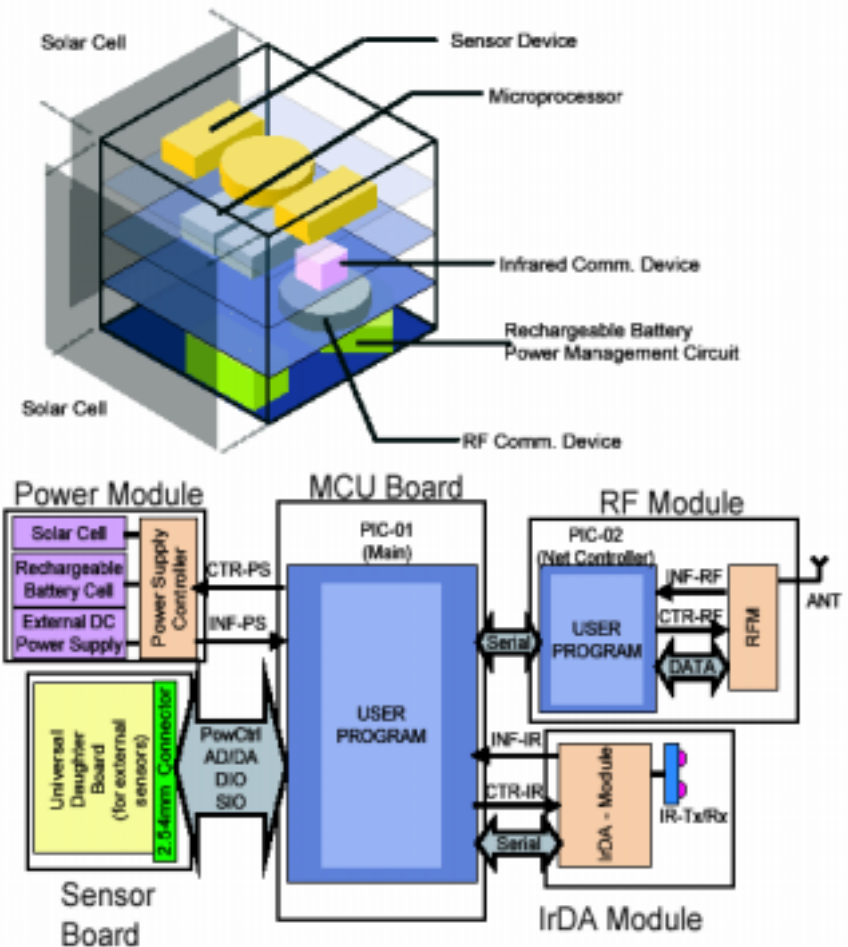 Solar Cell
Sensor Device
Microprocessor
Infrared Comm. Device
Rechargeable Battery
Power Management Circuit
Solar Cell
RF Comm. Device
Power Module
MCU Board
RF Module
Solar Cell
Rechargeable
Battery Cell
External DC
Power Supply
Power Supply
Controller
CTR-PS
INF-PS
PIC-01
(Main)
USER
PROGRAM
Serial
PIC-02
(Net Controller)
USER
PROGRAM
INF-RF
CTR-RF
DATA
RFM
ANT
Universal
Daughter
Board
(for external
sensors)
2.54mm Connector
PowCtrl
AD/DA
DIO
SIO
INF-IR
CTR-IR
Serial
IrDA - Module
IR-Tx/Rx
Sensor
Board
IrDA Module